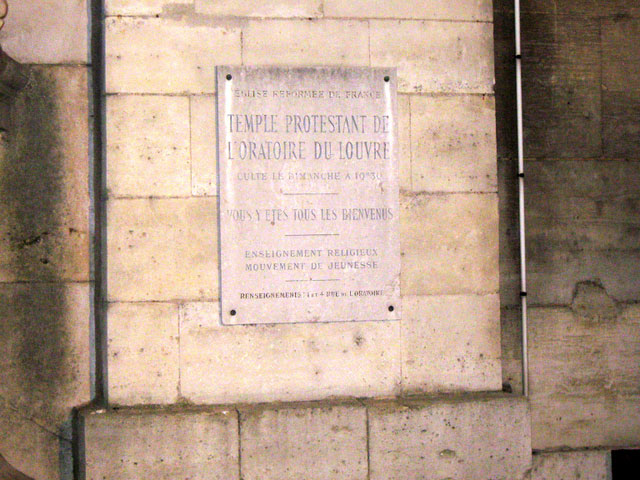 EGLISE REFORMEE DE FRANCE
TEMPLE PROTESTANT DE
L'ORATOIRE DU LOUVRE
CULTE LE DIMANCHE A 10H30
VOUS Y ETES TOUS LES BIENVENUS
ENSEIGNEMENT RELIGIEUX
MOUVEMENT DE JEUNESSE
RENSEIGNEMENTS 4 RUE DE L'ORATOIRE